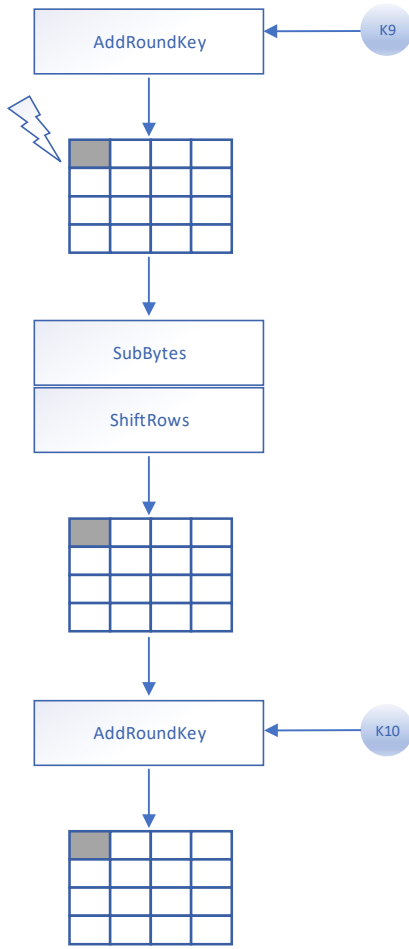 AddRoundKey
K9
SubBytes
ShiftRows
AddRoundKey
K10